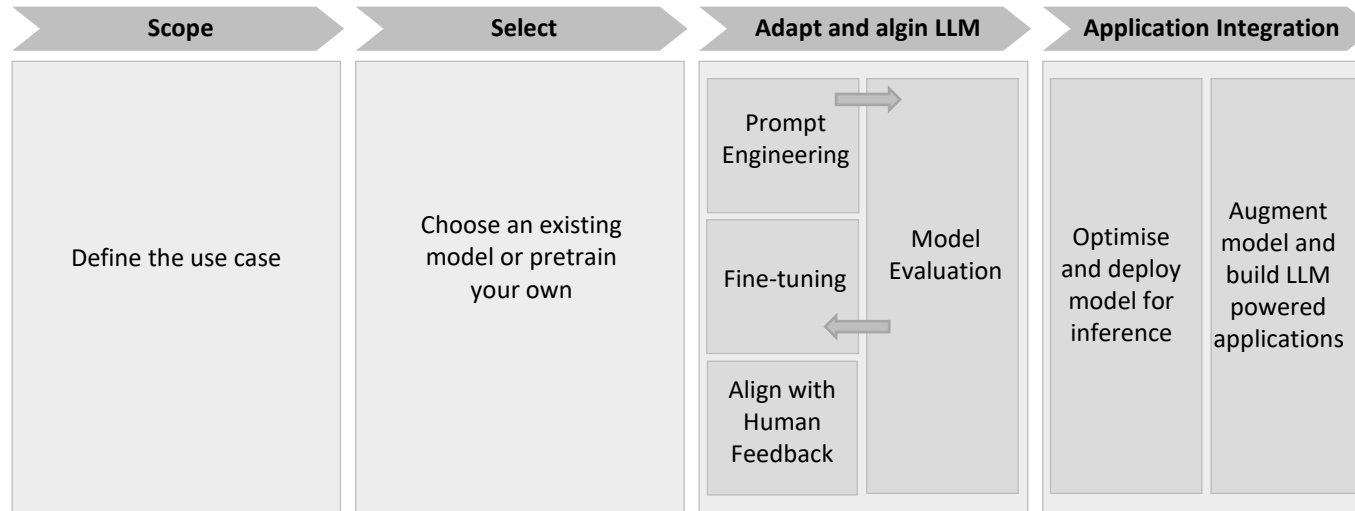 Scope
Select
Adapt and algin LLM
Application Integration
Define the use case
Choose an existing
model or pretrain
your own
Prompt
Engineering
Fine-tuning
Align with
Human
Feedback
Model
Evaluation
Optimise
and deploy
model for
inference
Augment
model and
build LLM
powered
applications